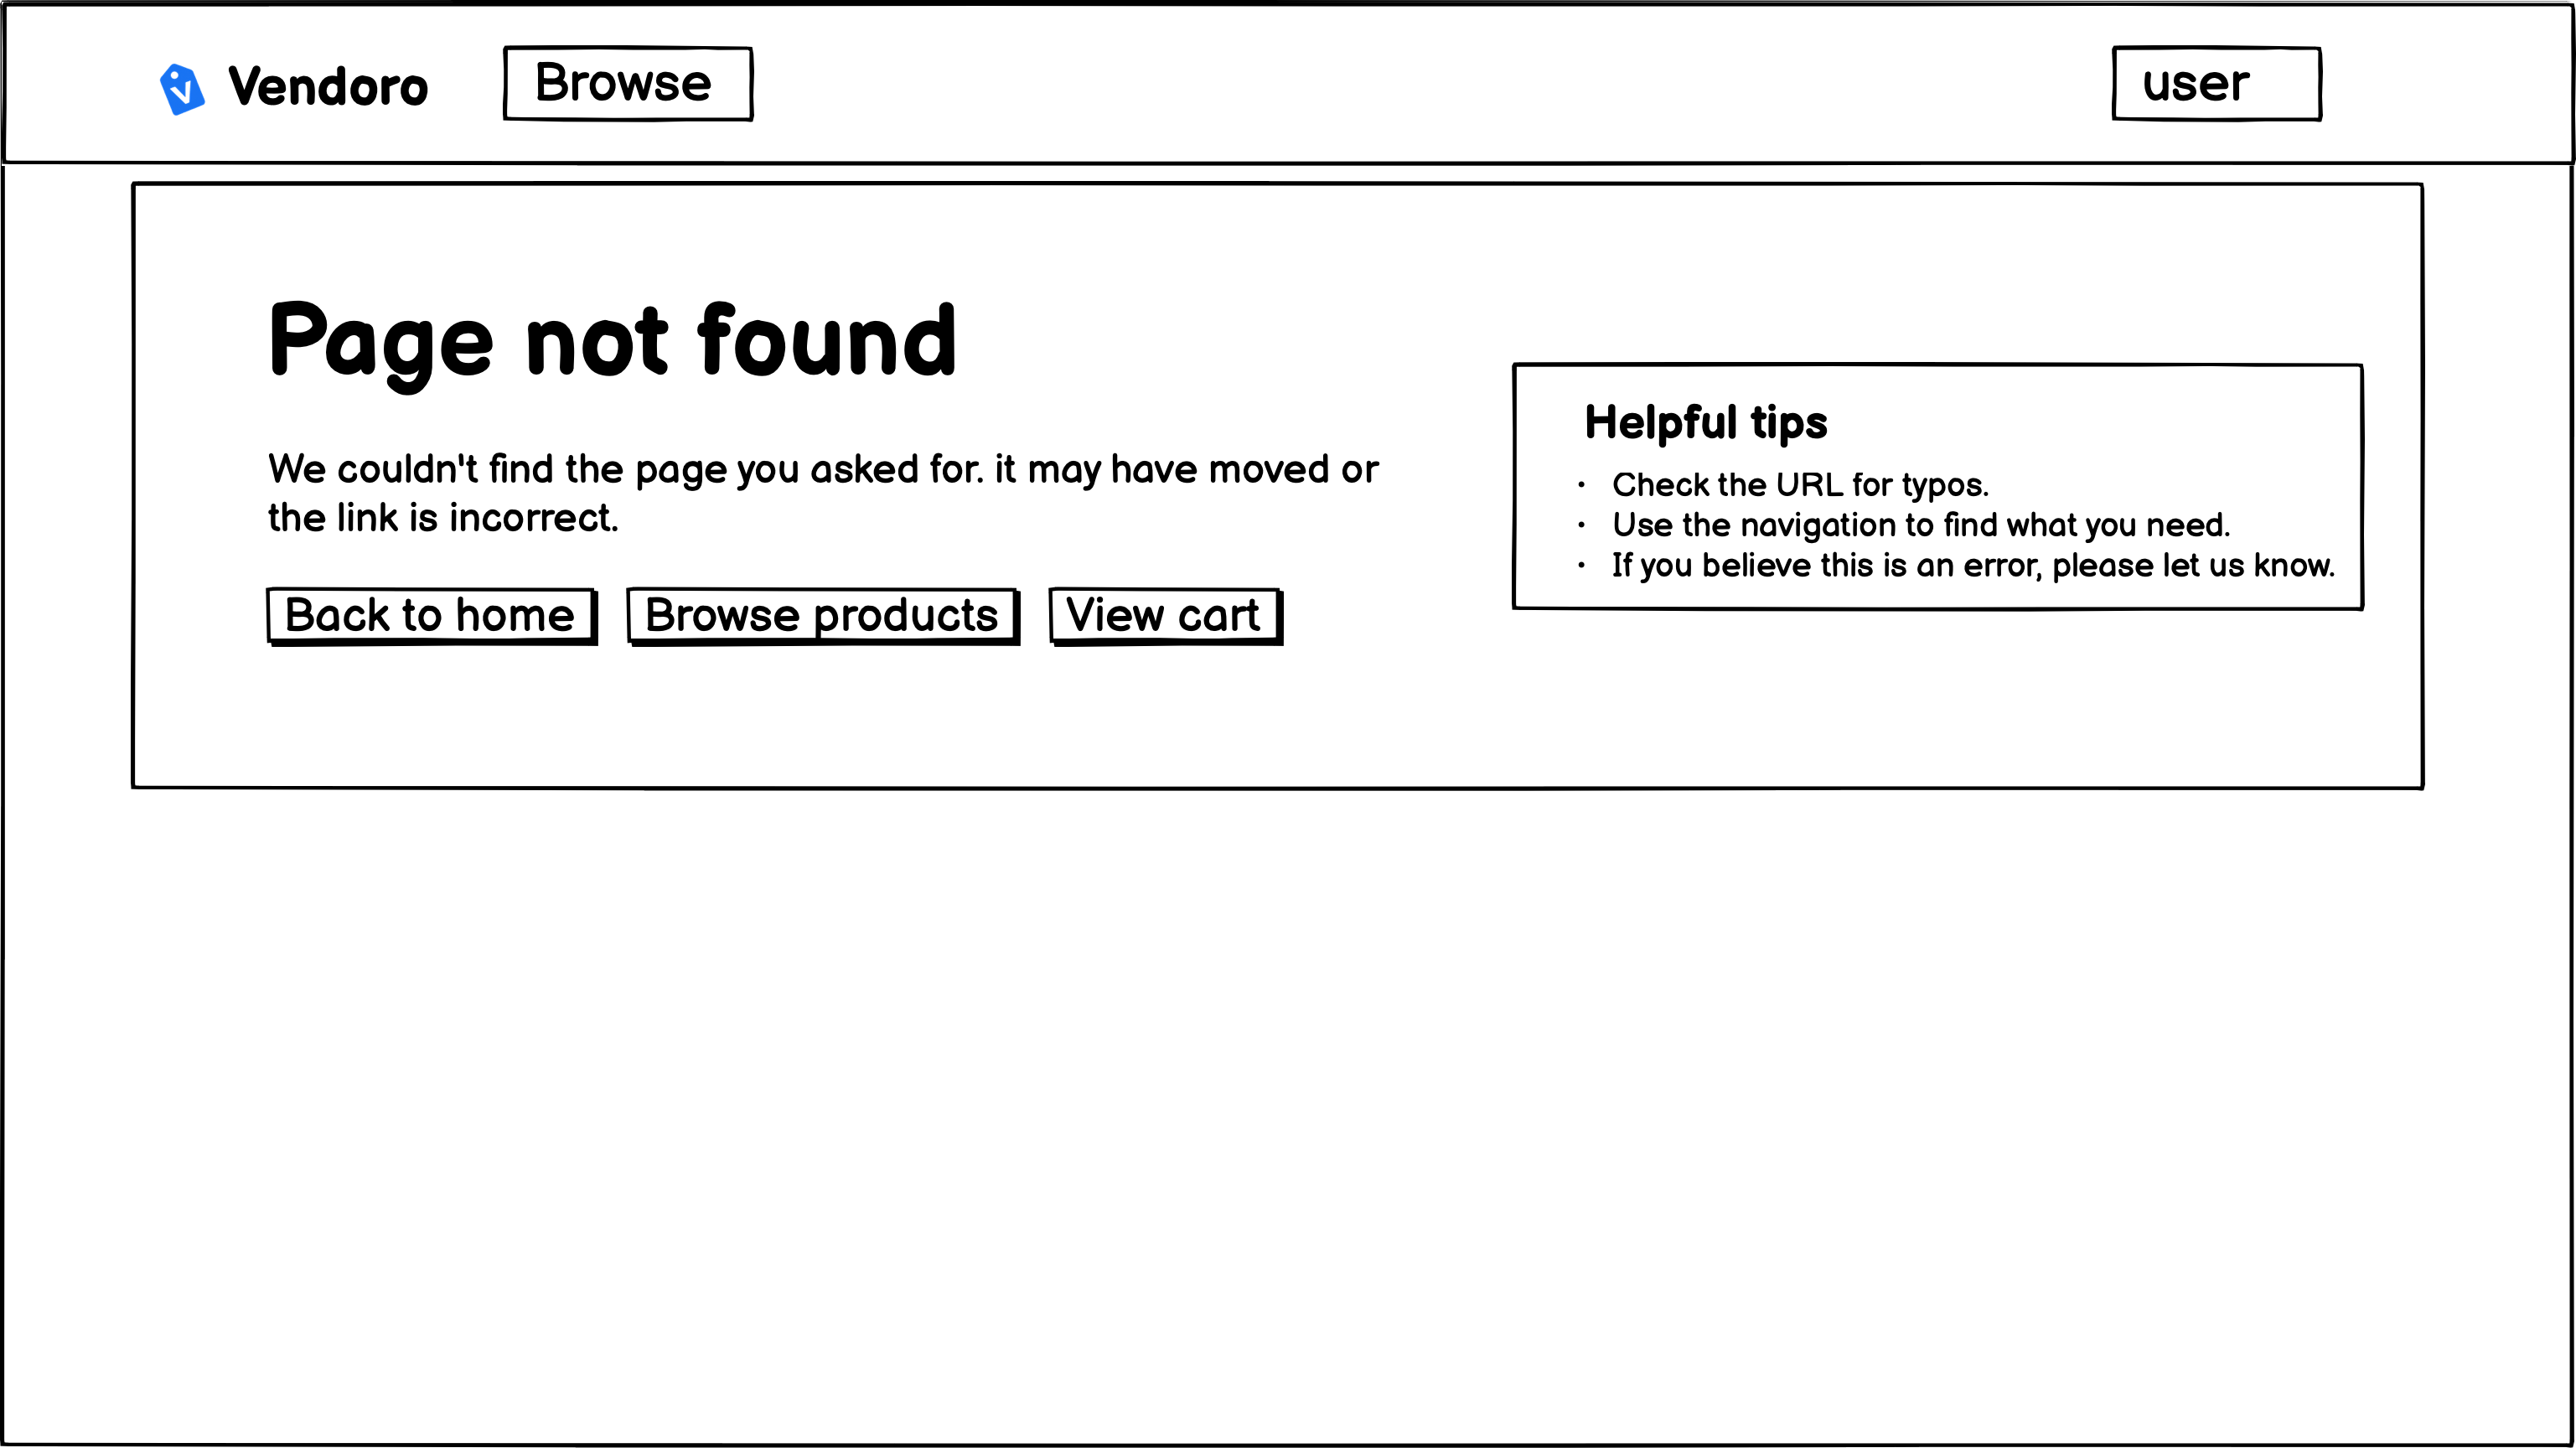 Vendoro
Browse
user
Page not found
We couldn't find the page you asked for. it may have moved or
the link is incorrect.
Back to home
Browse products
View cart
Helpful tips
• Check the URL for typos.
• Use the navigation to find what you need.
• If you believe this is an error, please let us know.